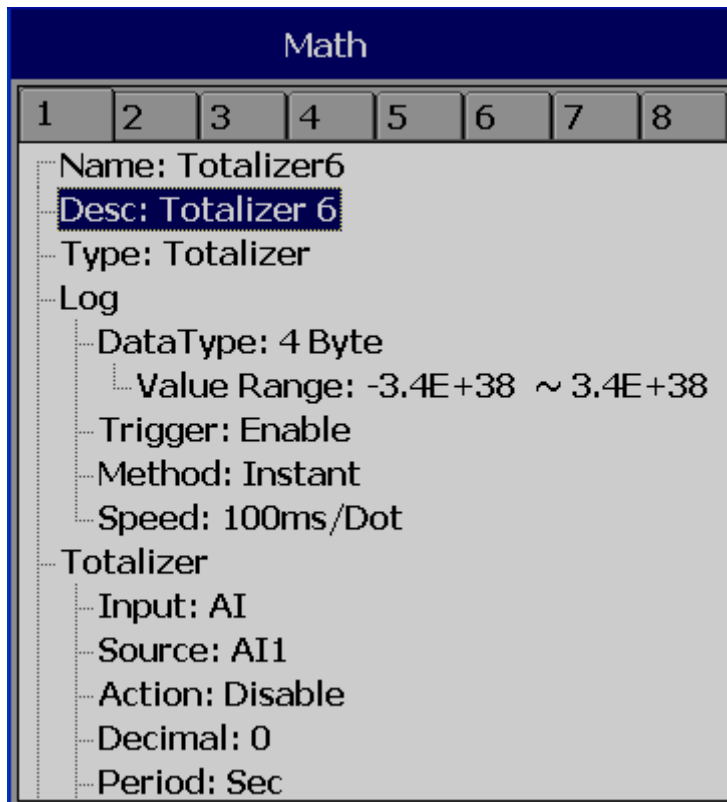 Math
1 2 3 4 5 6 7 8
Name: Totalizer6
Desc: Totalizer 6
Type: Totalizer
Log
DataType: 4 Byte
Value Range: -3.4E+38 ~ 3.4E+38
Trigger: Enable
Method: Instant
Speed: 100ms/Dot
Totalizer
Input: AI
Source: AI1
Action: Disable
Decimal: 0
Period: Sec